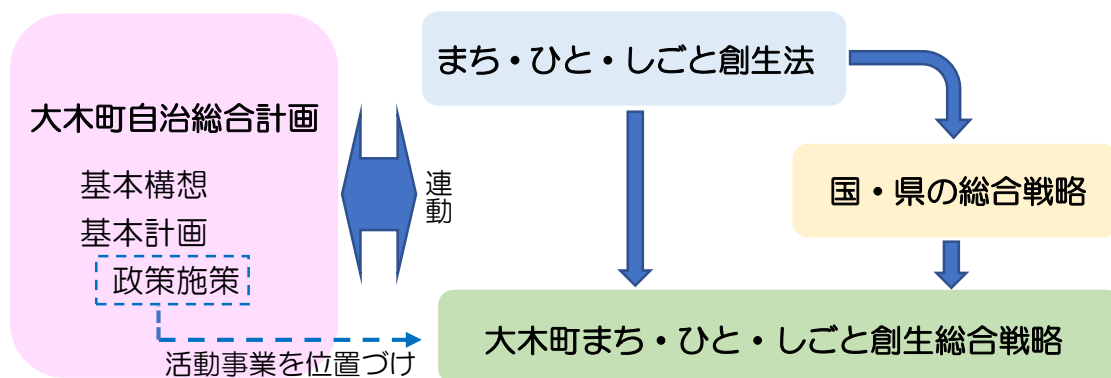 大木町自治総合計画
基本構想
基本計画
政策施策
活動事業を位置づけ
連動
まち・ひと・しごと創生法
国・県の総合戦略
大木町まち・ひと・しごと創生総合戦略